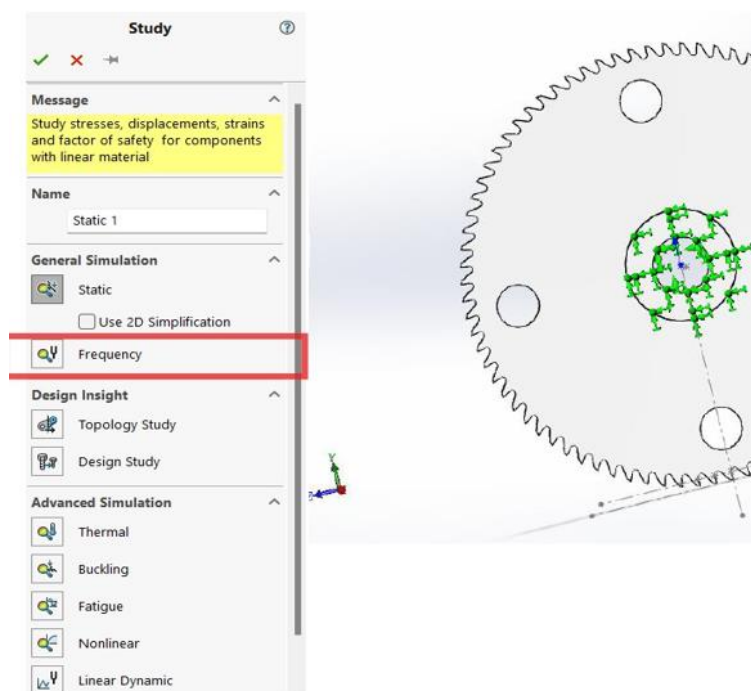 Study
Message
Study stresses, displacements, strains
and factor of safety for components
with linear material
Name
Static 1
General Simulation
Static
Use 2D Simplification
Frequency
Design Insight
Topology Study
Design Study
Advanced Simulation
Thermal
Buckling
Fatigue
Nonlinear
Linear Dynamic
Y